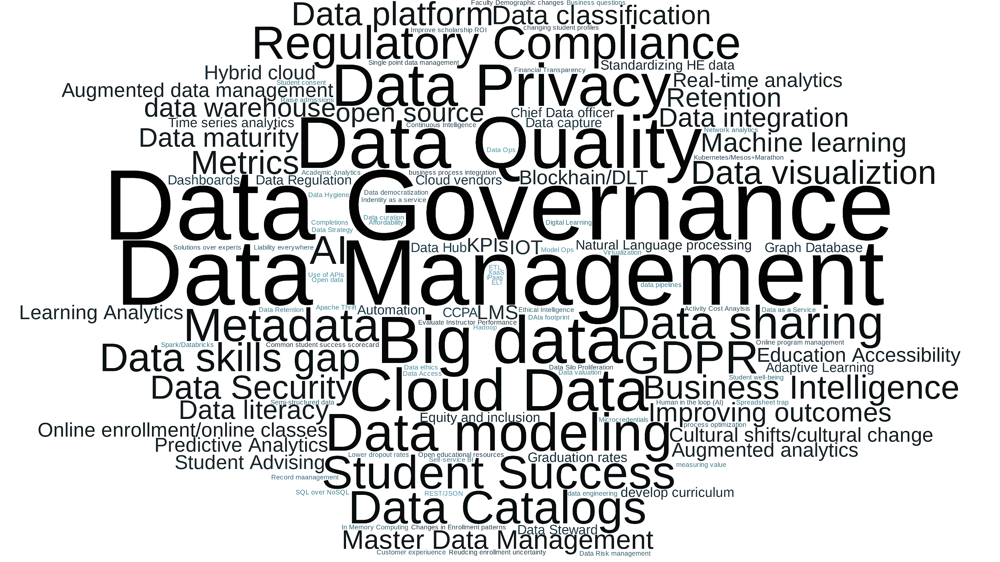 Faculty Demographic changes
Business questions
Data platform
Data classification
Improve scholarship ROI
changing student profiles
Regulatory Compliance
Single point data management
Standardizing HE data
Hybrid cloud
Data Privacy
Financial Transparency
Student consent
Real-time analytics
Augmented data management
Raise admissions
Retention
data warehouse
open source
Chief Data officer
Data integration
Time series analytics
Continuous Intelligence
Data capture
Data maturity
Data Quality
Network analytics
Machine learning
Data Ops
Metrics
Kubernetes/Mesos+Marathon
Data visualiztion
Academic Analytics
business process integration
Dashboards
Data Regulation
Cloud vendors
Blockhain/DLT
Data Governance
Data Hygiene
Data democratization
Indentity as a service
Data curation
Completions
Affordability
Digital Learning
Data Strategy
Solutions over experts
Liability everywhere
AI
Data Hub
KPIs
IOT
Model Ops
Natural Language processing
Virtualization
Graph Database
Data Management
ETL
XaaS
iPaas
ELT
Use of APIs
Open data
data pipelines
Learning Analytics
Data Retention
Apache Thrift
Automation
CCPA
LMS
Ethical Intelligence
Activity Cost Anaylsis
Data as a Service
DAta footprint
Metadata
Evaluate Instructor Performance
Hadoop
Big data
Data sharing
Spark/Databricks
Common student success scorecard
Online program management
Data skills gap
GDPR
Education Accessibility
Data ethics
Data Silo Proliferation
Adaptive Learning
Data Access
Data valuation
Student well-being
Data Security
Cloud Data
Business Intelligence
Semi-structured data
Human in the loop (AI)
Spreadsheet trap
Data literacy
Improving outcomes
Equity and inclusion
Microcredentials
process optimization
Online enrollment/online classes
Data modeling
Cultural shifts/cultural change
Predictive Analytics
Augmented analytics
Lower dropout rates
Open educational resources
Graduation rates
Self-service BI
Student Advising
Student Success
measuring value
Record maanagement
SQL over NoSQL
REST/JSON
data engineering
develop curriculum
Data Catalogs
In Memory Computing
Changes in Enrollment patterns
Data Steward
Master Data Management
Customer experiuence
Reudcing enrollment uncertainty
Data Risk management